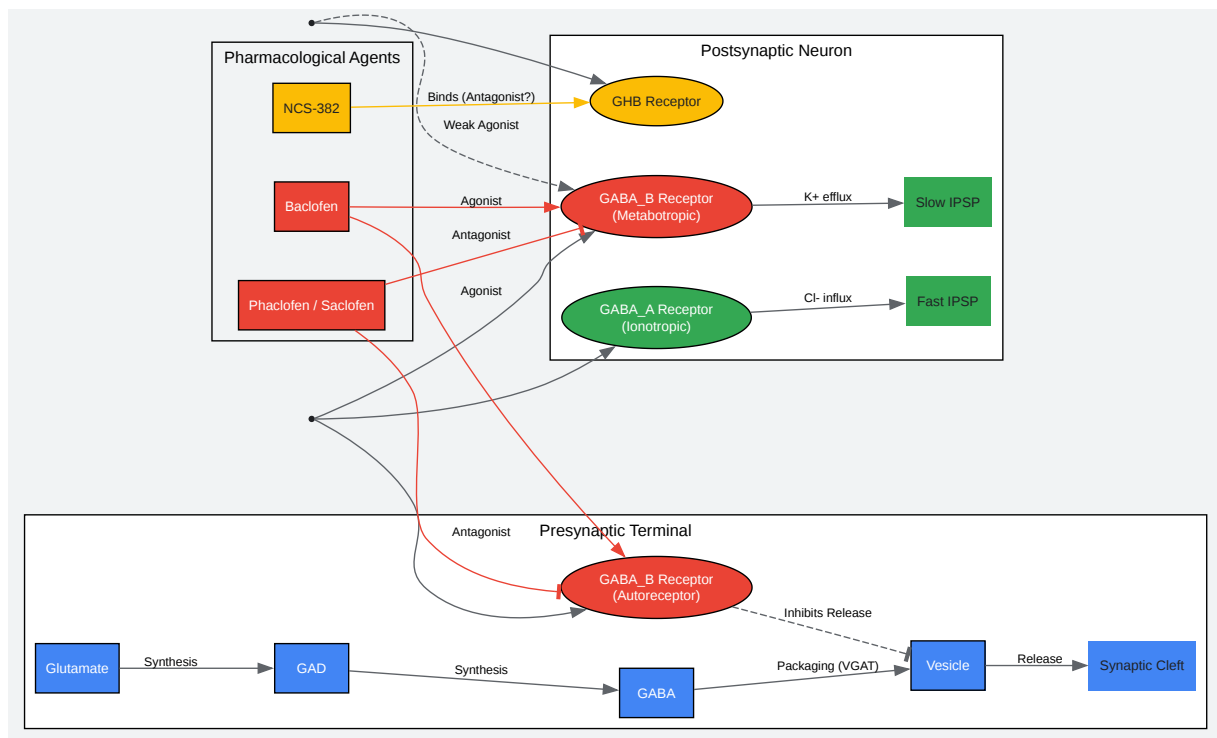 Pharmacological Agents
Postsynaptic Neuron
NCS-382
Binds (Antagonist?)
GHB Receptor
Weak Agonist
Baclofen
Agonist
GABA_B Receptor
(Metabotropic)
K+ efflux
Slow IPSP
Antagonist
Phaclofen / Saclofen
Agonist
GABA_A Receptor
(Ionotropic)
Cl- influx
Fast IPSP
Presynaptic Terminal
Antagonist
GABA_B Receptor
(Autoreceptor)
Inhibits Release
Glutamate
Synthesis
GAD
Synthesis
GABA
Packaging (VGAT)
Vesicle
Release
Synaptic Cleft